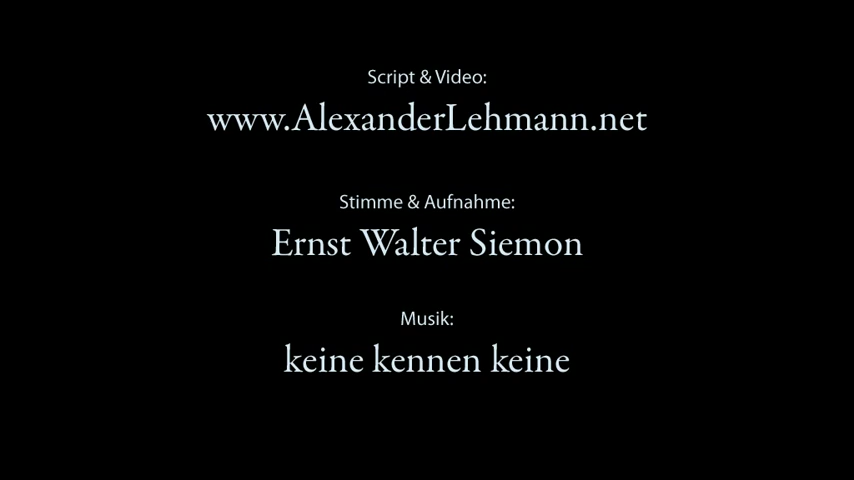 Script & Video:
www.AlexanderLehmann.net
Stimme & Aufnahme:
Ernst Walter Siemon
Musik:
keine kennen keine